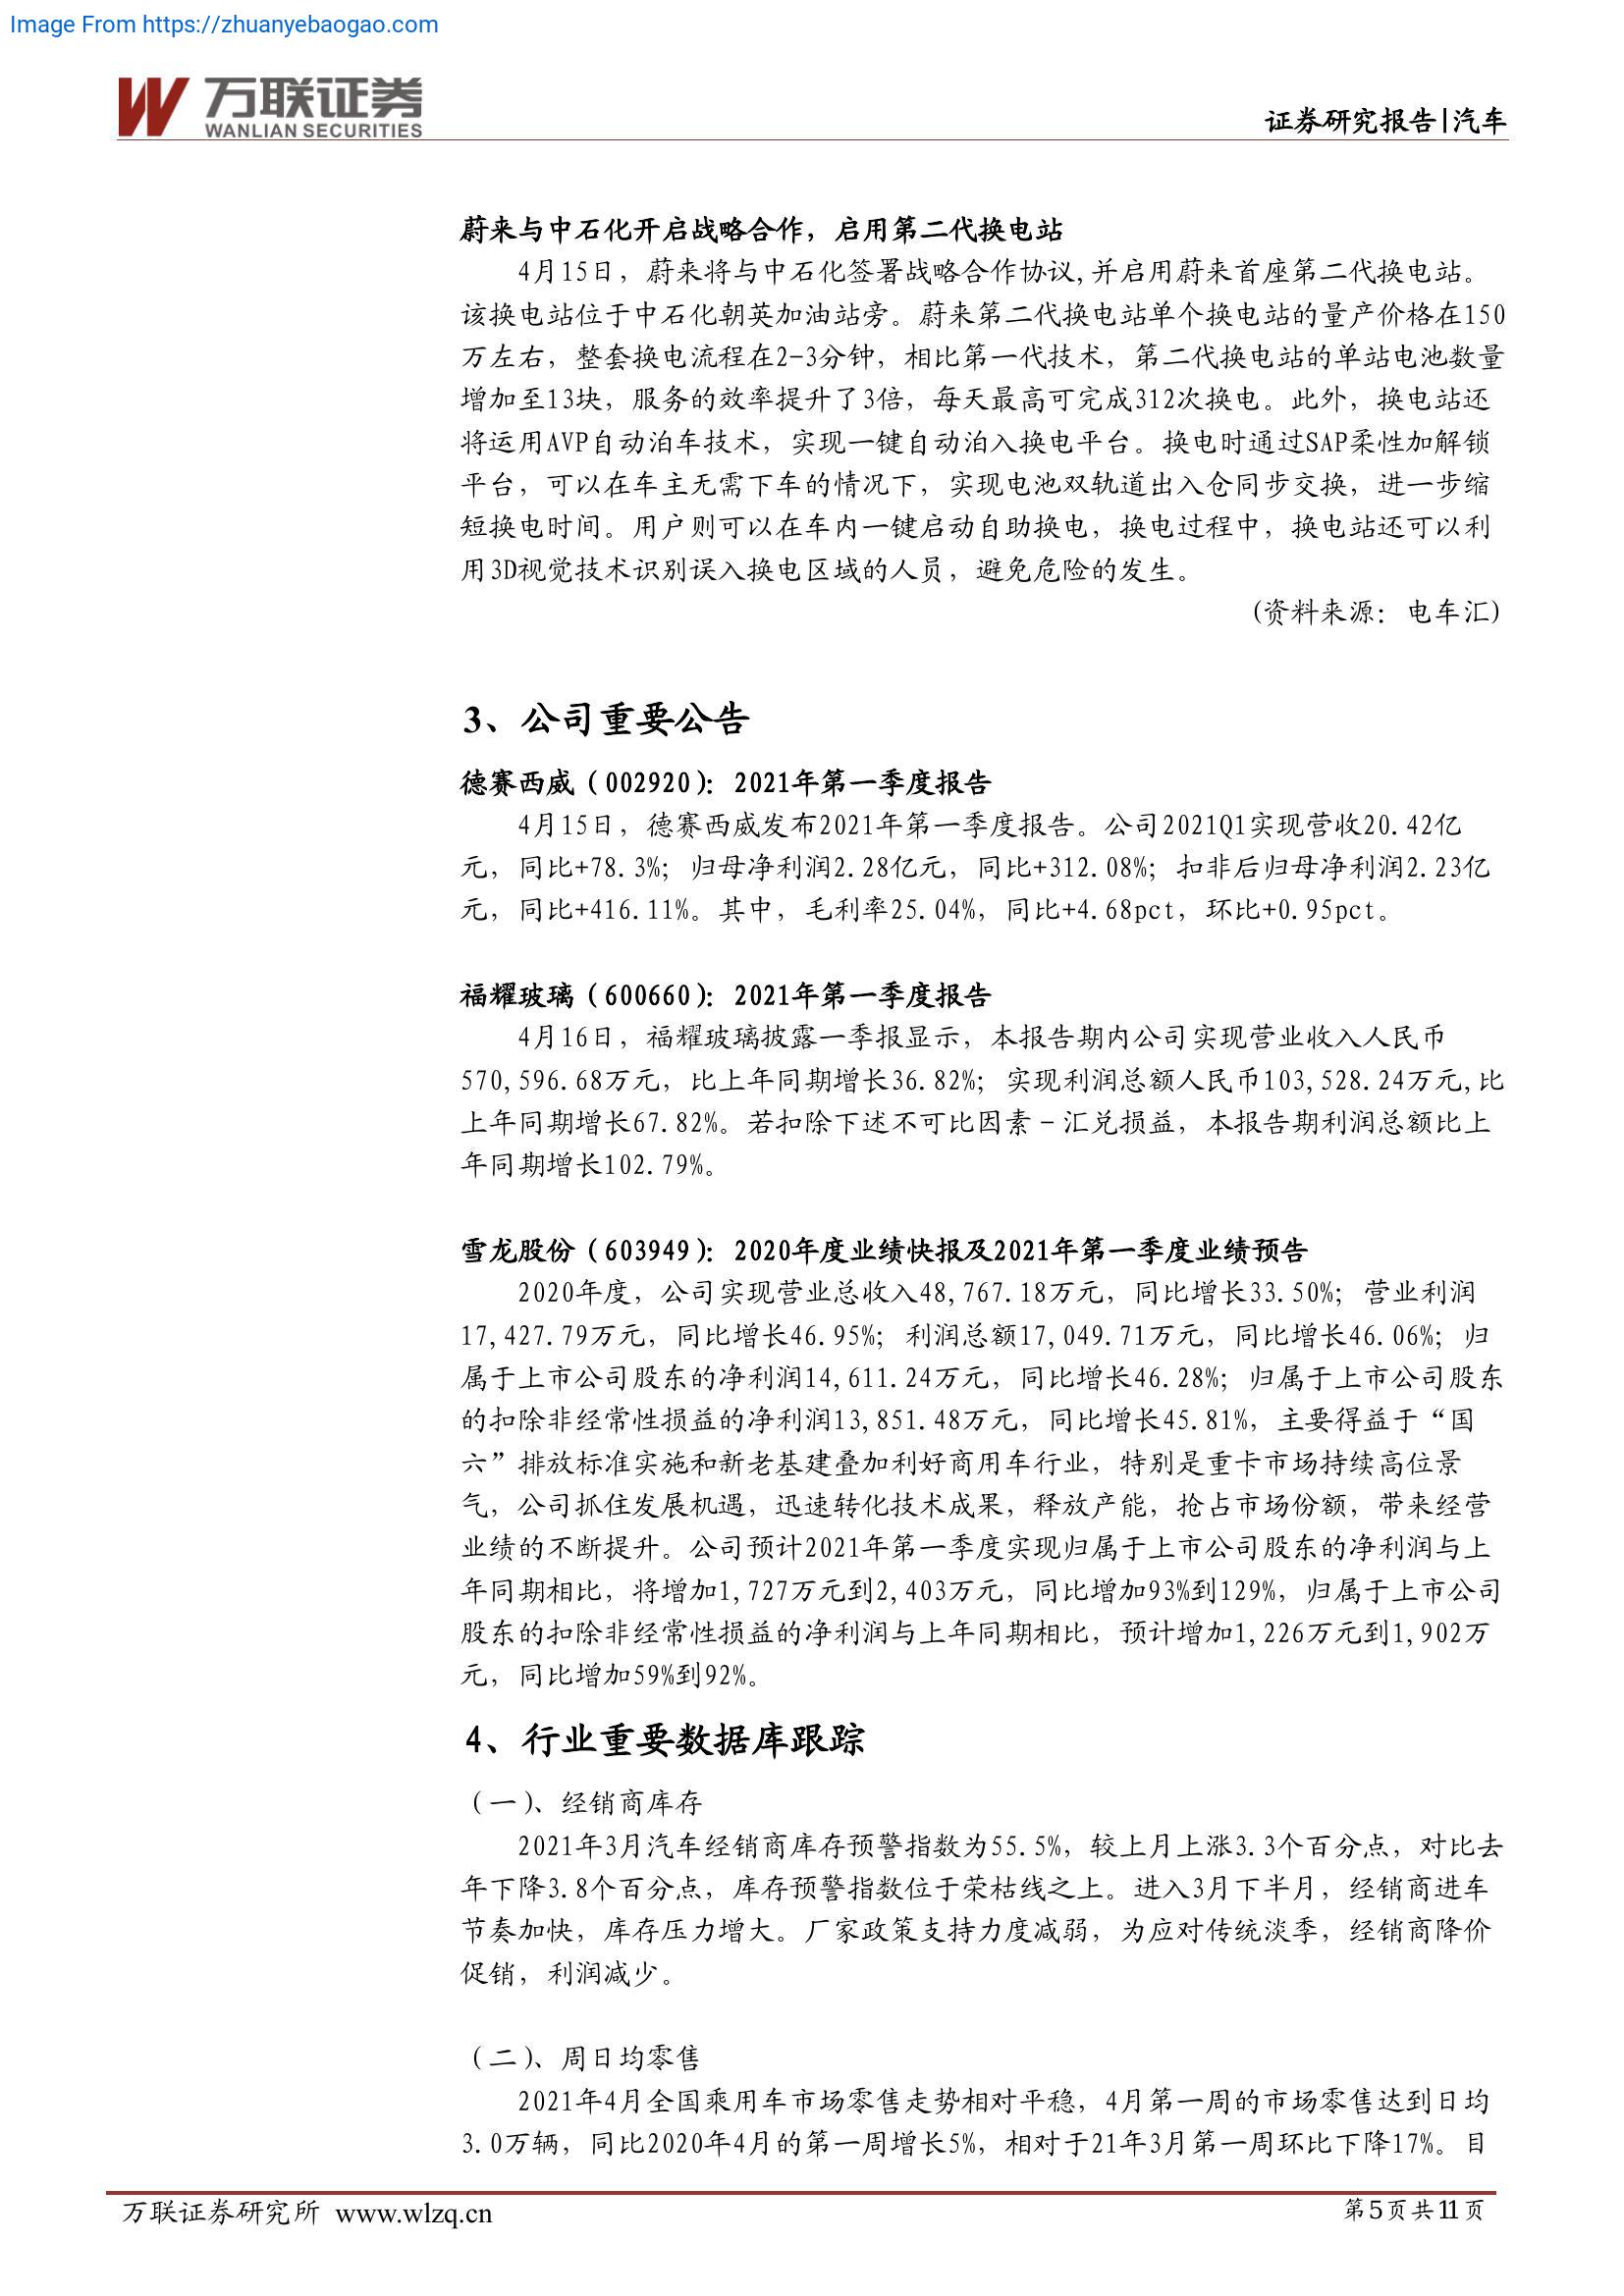 Image From https://zhuanyebaogao.com
万联证券
WANLIAN SECURITIES
证券研究报告|汽车
蔚来与中石化开启战略合作，启用第二代换电站
4月15日，蔚来将与中石化签署战略合作协议,并启用蔚来首座第二代换电站。
该换电站位于中石化朝英加油站旁。蔚来第二代换电站单个换电站的量产价格在150
万左右，整套换电流程在2-3分钟，相比第一代技术，第二代换电站的单站电池数量
增加至13块，服务的效率提升了3倍，每天最高可完成312次换电。此外，换电站还
将运用AVP自动泊车技术，实现一键自动泊入换电平台。换电时通过SAP柔性加解锁
平台，可以在车主无需下车的情况下，实现电池双轨道出入仓同步交换，进一步缩
短换电时间。用户则可以在车内一键启动自助换电，换电过程中，换电站还可以利
用3D视觉技术识别误入换电区域的人员，避免危险的发生。
(资料来源：电车汇)
3、公司重要公告
德赛西威（002920）：2021年第一季度报告
4月15日，德赛西威发布2021年第一季度报告。公司2021Q1实现营收20.42亿
元，同比+78.3%；归母净利润2.28亿元，同比+312.08%；扣非后归母净利润2.23亿
元，同比+416.11%。其中，毛利率25.04%，同比+4.68pct，环比+0.95pct。
福耀玻璃（600660）：2021年第一季度报告
4月16日，福耀玻璃披露一季报显示，本报告期内公司实现营业收入人民币
570,596.68万元，比上年同期增长36.82%；实现利润总额人民币103,528.24万元,比
上年同期增长67.82%。若扣除下述不可比因素－汇兑损益，本报告期利润总额比上
年同期增长102.79%。
雪龙股份（603949）：2020年度业绩快报及2021年第一季度业绩预告
2020年度，公司实现营业总收入48,767.18万元，同比增长33.50%；营业利润
17,427.79万元，同比增长46.95%；利润总额17,049.71万元，同比增长46.06%；归
属于上市公司股东的净利润14,611.24万元，同比增长46.28%；归属于上市公司股东
的扣除非经常性损益的净利润13,851.48万元，同比增长45.81%，主要得益于“国
六”排放标准实施和新老基建叠加利好商用车行业，特别是重卡市场持续高位景
气，公司抓住发展机遇，迅速转化技术成果，释放产能，抢占市场份额，带来经营
业绩的不断提升。公司预计2021年第一季度实现归属于上市公司股东的净利润与上
年同期相比，将增加1,727万元到2,403万元，同比增加93%到129%，归属于上市公司
股东的扣除非经常性损益的净利润与上年同期相比，预计增加1,226万元到1,902万
元，同比增加59%到92%。
4、行业重要数据库跟踪
（一）、经销商库存
2021年3月汽车经销商库存预警指数为55.5%，较上月上涨3.3个百分点，对比去
年下降3.8个百分点，库存预警指数位于荣枯线之上。进入3月下半月，经销商进车
节奏加快，库存压力增大。厂家政策支持力度减弱，为应对传统淡季，经销商降价
促销，利润减少。
（二）、周日均零售
2021年4月全国乘用车市场零售走势相对平稳，4月第一周的市场零售达到日均
3.0万辆，同比2020年4月的第一周增长5%，相对于21年3月第一周环比下降17%。目
万联证券研究所 www.wlzq.cn
第5页共11页